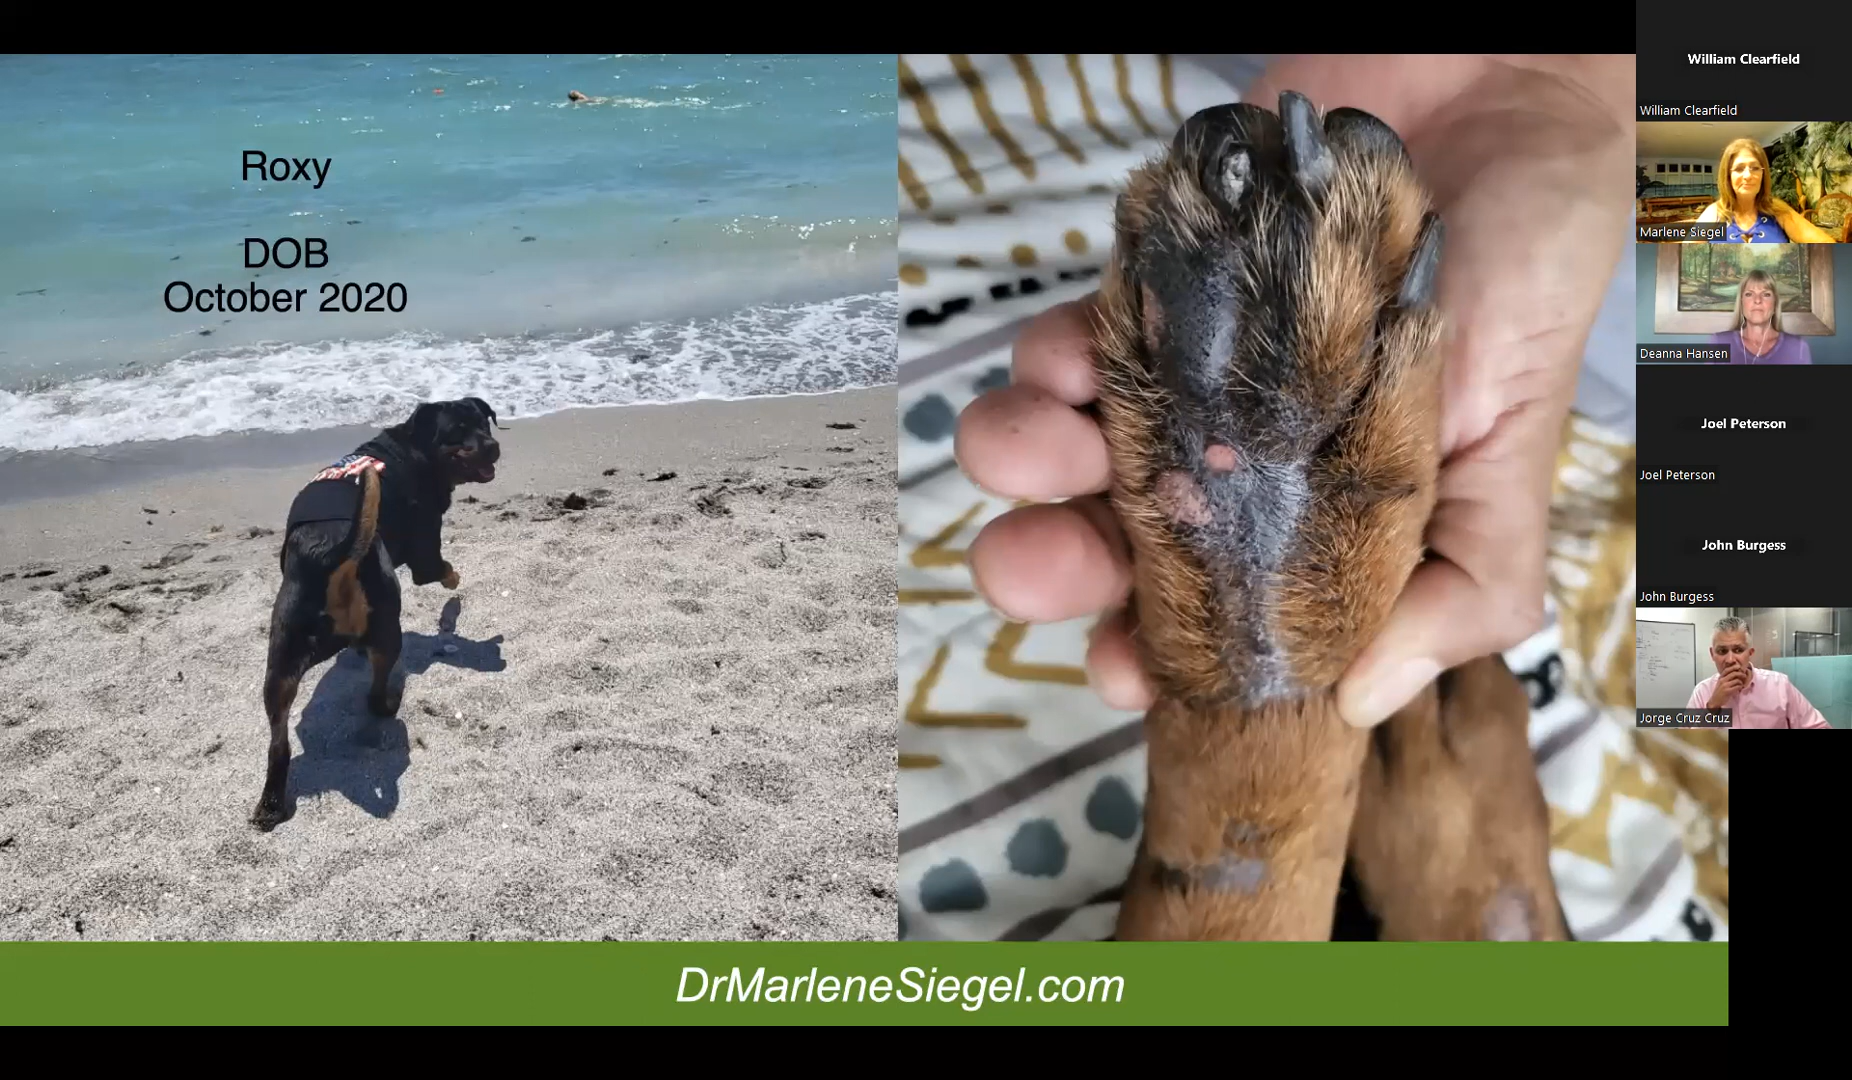 Roxy
DOB
October 2020
DrMarleneSiegel.com
William Clearfield
William Clearfield
Marlene Siegel
Deanna Hansen
Joel Peterson
Joel Peterson
John Burgess
John Burgess
Jorge Cruz Cruz